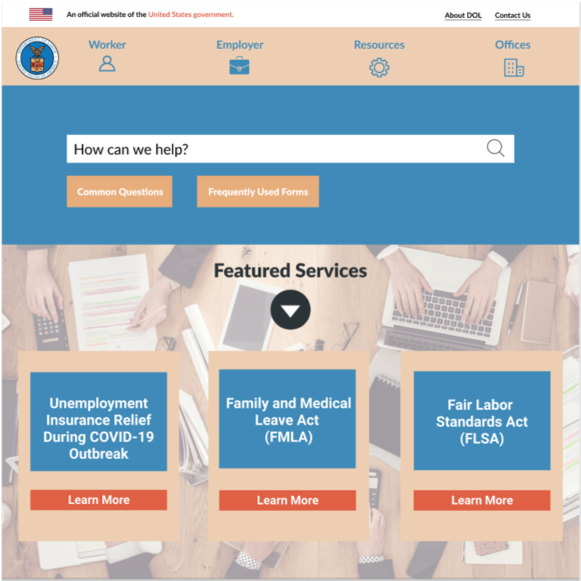 An official website of the United States government.
About DOL
Contact Us
Worker
Employer
Resources
Offices
How can we help?
Common Questions
Frequently Used Forms
Featured Services
Unemployment
Insurance Relief
During COVID-19
Outbreak
Learn More
Family and Medical
Leave Act
(FMLA)
Learn More
Fair Labor
Standards Act
(FLSA)
Learn More